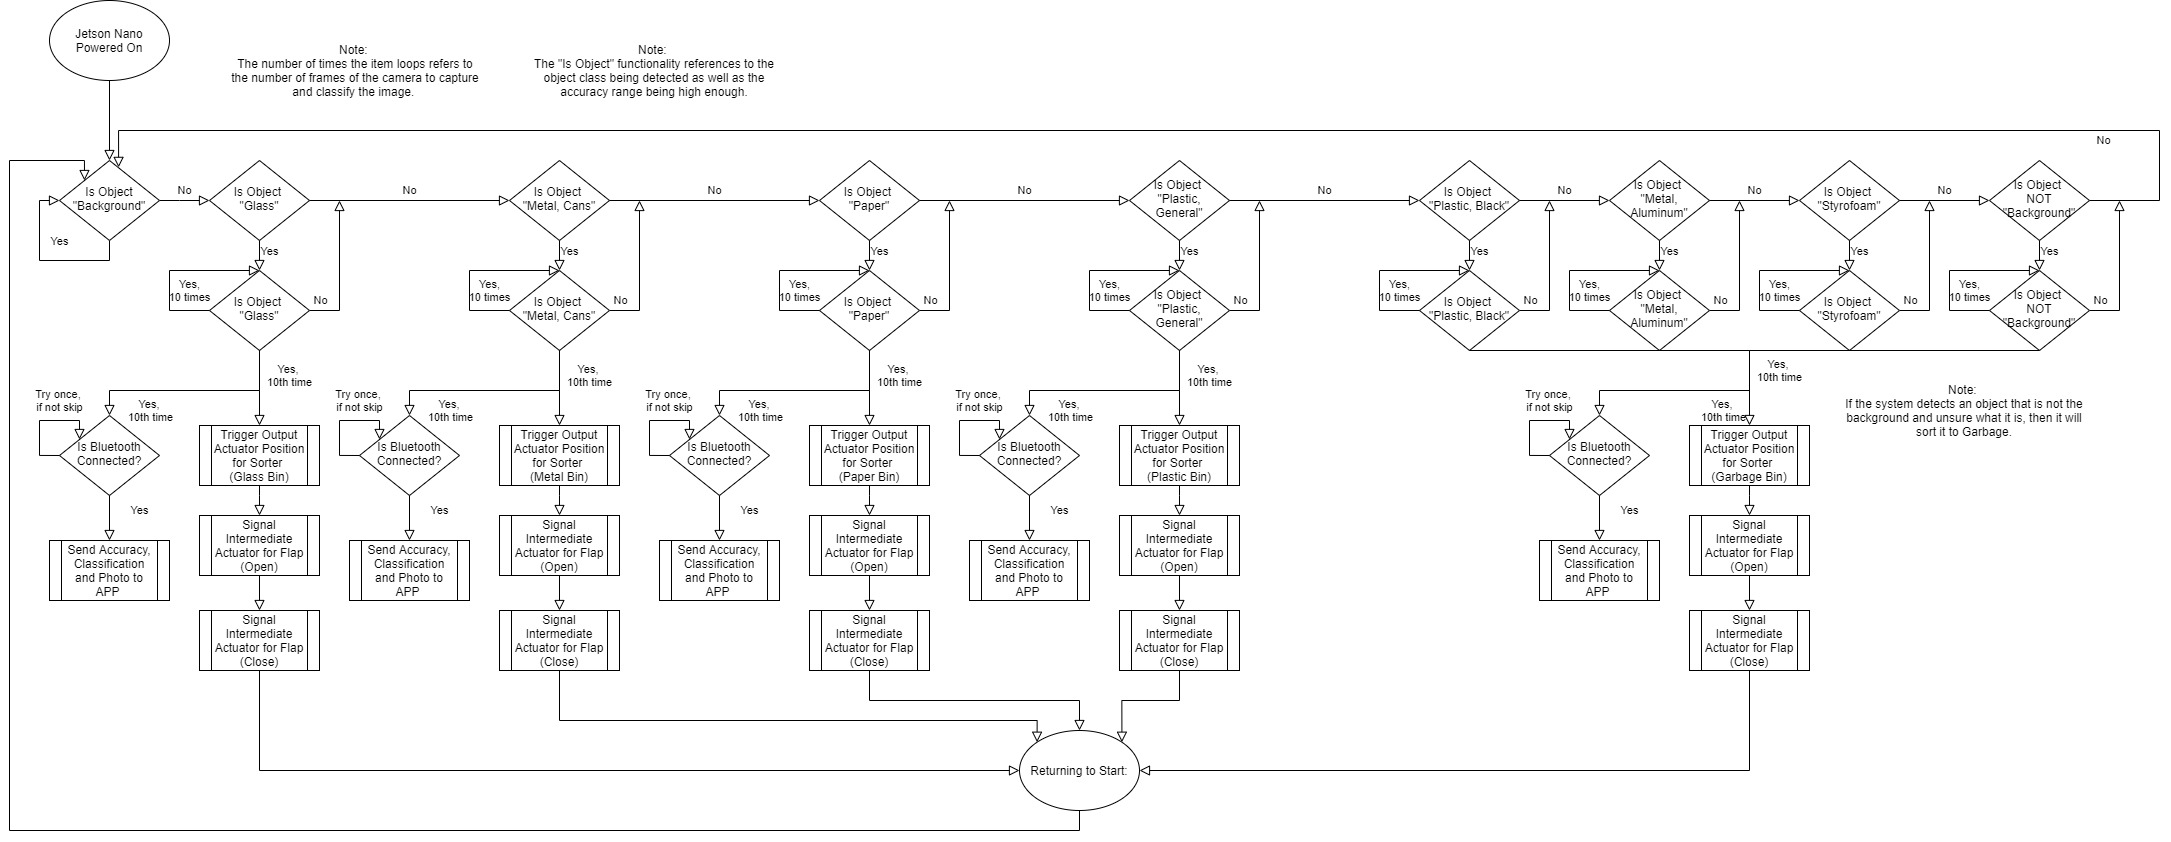 Jetson Nano
Powered On
Note:
The number of times the item loops refers to
the number of frames of the camera to capture
and classify the image.
Note:
The "Is Object" functionality references to the
object class being detected as well as the
accuracy range being high enough.
No
Is Object
"Background"
No
Is Object
"Glass"
No
Is Object
"Metal, Cans"
No
Is Object
"Paper"
No
Is Object
"Plastic,
General"
No
Is Object
"Plastic, Black"
No
Is Object
"Metal,
Aluminum"
No
Is Object
"Styrofoam"
No
Is Object
NOT
"Background"
Yes
Yes
Yes
Yes
Yes
Yes
Yes
Yes
Yes
Yes,
10 times
Is Object
"Glass"
No
Yes,
10 times
Is Object
"Metal, Cans"
No
Yes,
10 times
Is Object
"Paper"
No
Yes,
10 times
Is Object
"Plastic,
General"
No
Yes,
10 times
Is Object
"Plastic, Black"
No
Yes,
10 times
Is Object
"Metal,
Aluminum"
No
Yes,
10 times
Is Object
"Styrofoam"
No
Yes,
10 times
Is Object
NOT
"Background"
No
Yes,
10th time
Yes,
10th time
Yes,
10th time
Yes,
10th time
Yes,
10th time
Try once,
if not skip
Yes,
10th time
Try once,
if not skip
Yes,
10th time
Try once,
if not skip
Yes,
10th time
Try once,
if not skip
Yes,
10th time
Try once,
if not skip
Yes,
10th time
Note:
If the system detects an object that is not the
background and unsure what it is, then it will
sort it to Garbage.
Is Bluetooth
Connected?
Trigger Output
Actuator Position
for Sorter
(Glass Bin)
Is Bluetooth
Connected?
Trigger Output
Actuator Position
for Sorter
(Metal Bin)
Is Bluetooth
Connected?
Trigger Output
Actuator Position
for Sorter
(Paper Bin)
Is Bluetooth
Connected?
Trigger Output
Actuator Position
for Sorter
(Plastic Bin)
Is Bluetooth
Connected?
Trigger Output
Actuator Position
for Sorter
(Garbage Bin)
Yes
Yes
Yes
Yes
Yes
Send Accuracy,
Classification
and Photo to
APP
Signal
Intermediate
Actuator for Flap
(Open)
Send Accuracy,
Classification
and Photo to
APP
Signal
Intermediate
Actuator for Flap
(Open)
Send Accuracy,
Classification
and Photo to
APP
Signal
Intermediate
Actuator for Flap
(Open)
Send Accuracy,
Classification
and Photo to
APP
Signal
Intermediate
Actuator for Flap
(Open)
Send Accuracy,
Classification
and Photo to
APP
Signal
Intermediate
Actuator for Flap
(Open)
Signal
Intermediate
Actuator for Flap
(Close)
Signal
Intermediate
Actuator for Flap
(Close)
Signal
Intermediate
Actuator for Flap
(Close)
Signal
Intermediate
Actuator for Flap
(Close)
Signal
Intermediate
Actuator for Flap
(Close)
Returning to Start: